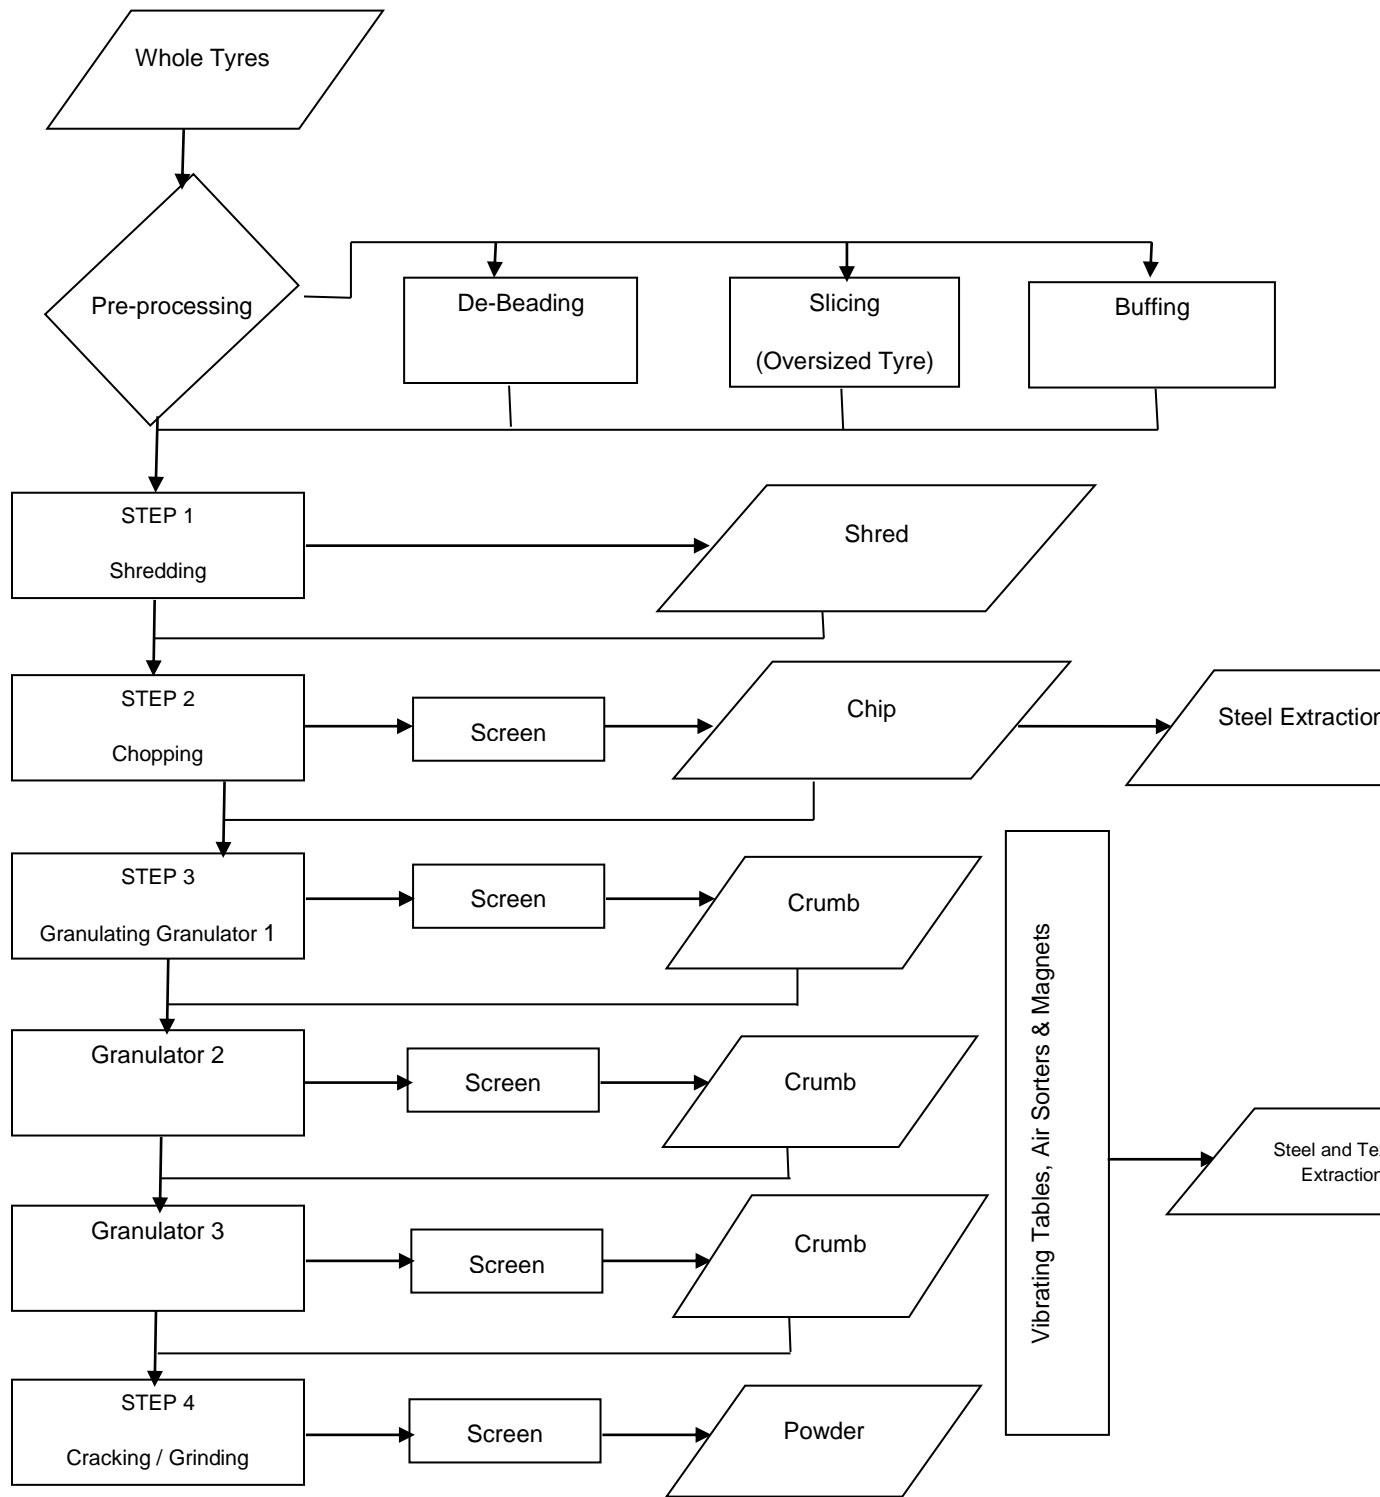 Whole Tyres
Pre-processing
De-Beading
Slicing
(Oversized Tyre)
Buffing
STEP 1
Shredding
Shred
STEP 2
Chopping
Screen
Chip
Steel Extraction
STEP 3
Granulating Granulator 1
Screen
Crumb
Vibrating Tables, Air Sorters & Magnets
Granulator 2
Screen
Crumb
Steel and
Extraction
Granulator 3
Screen
Crumb
STEP 4
Cracking / Grinding
Screen
Powder